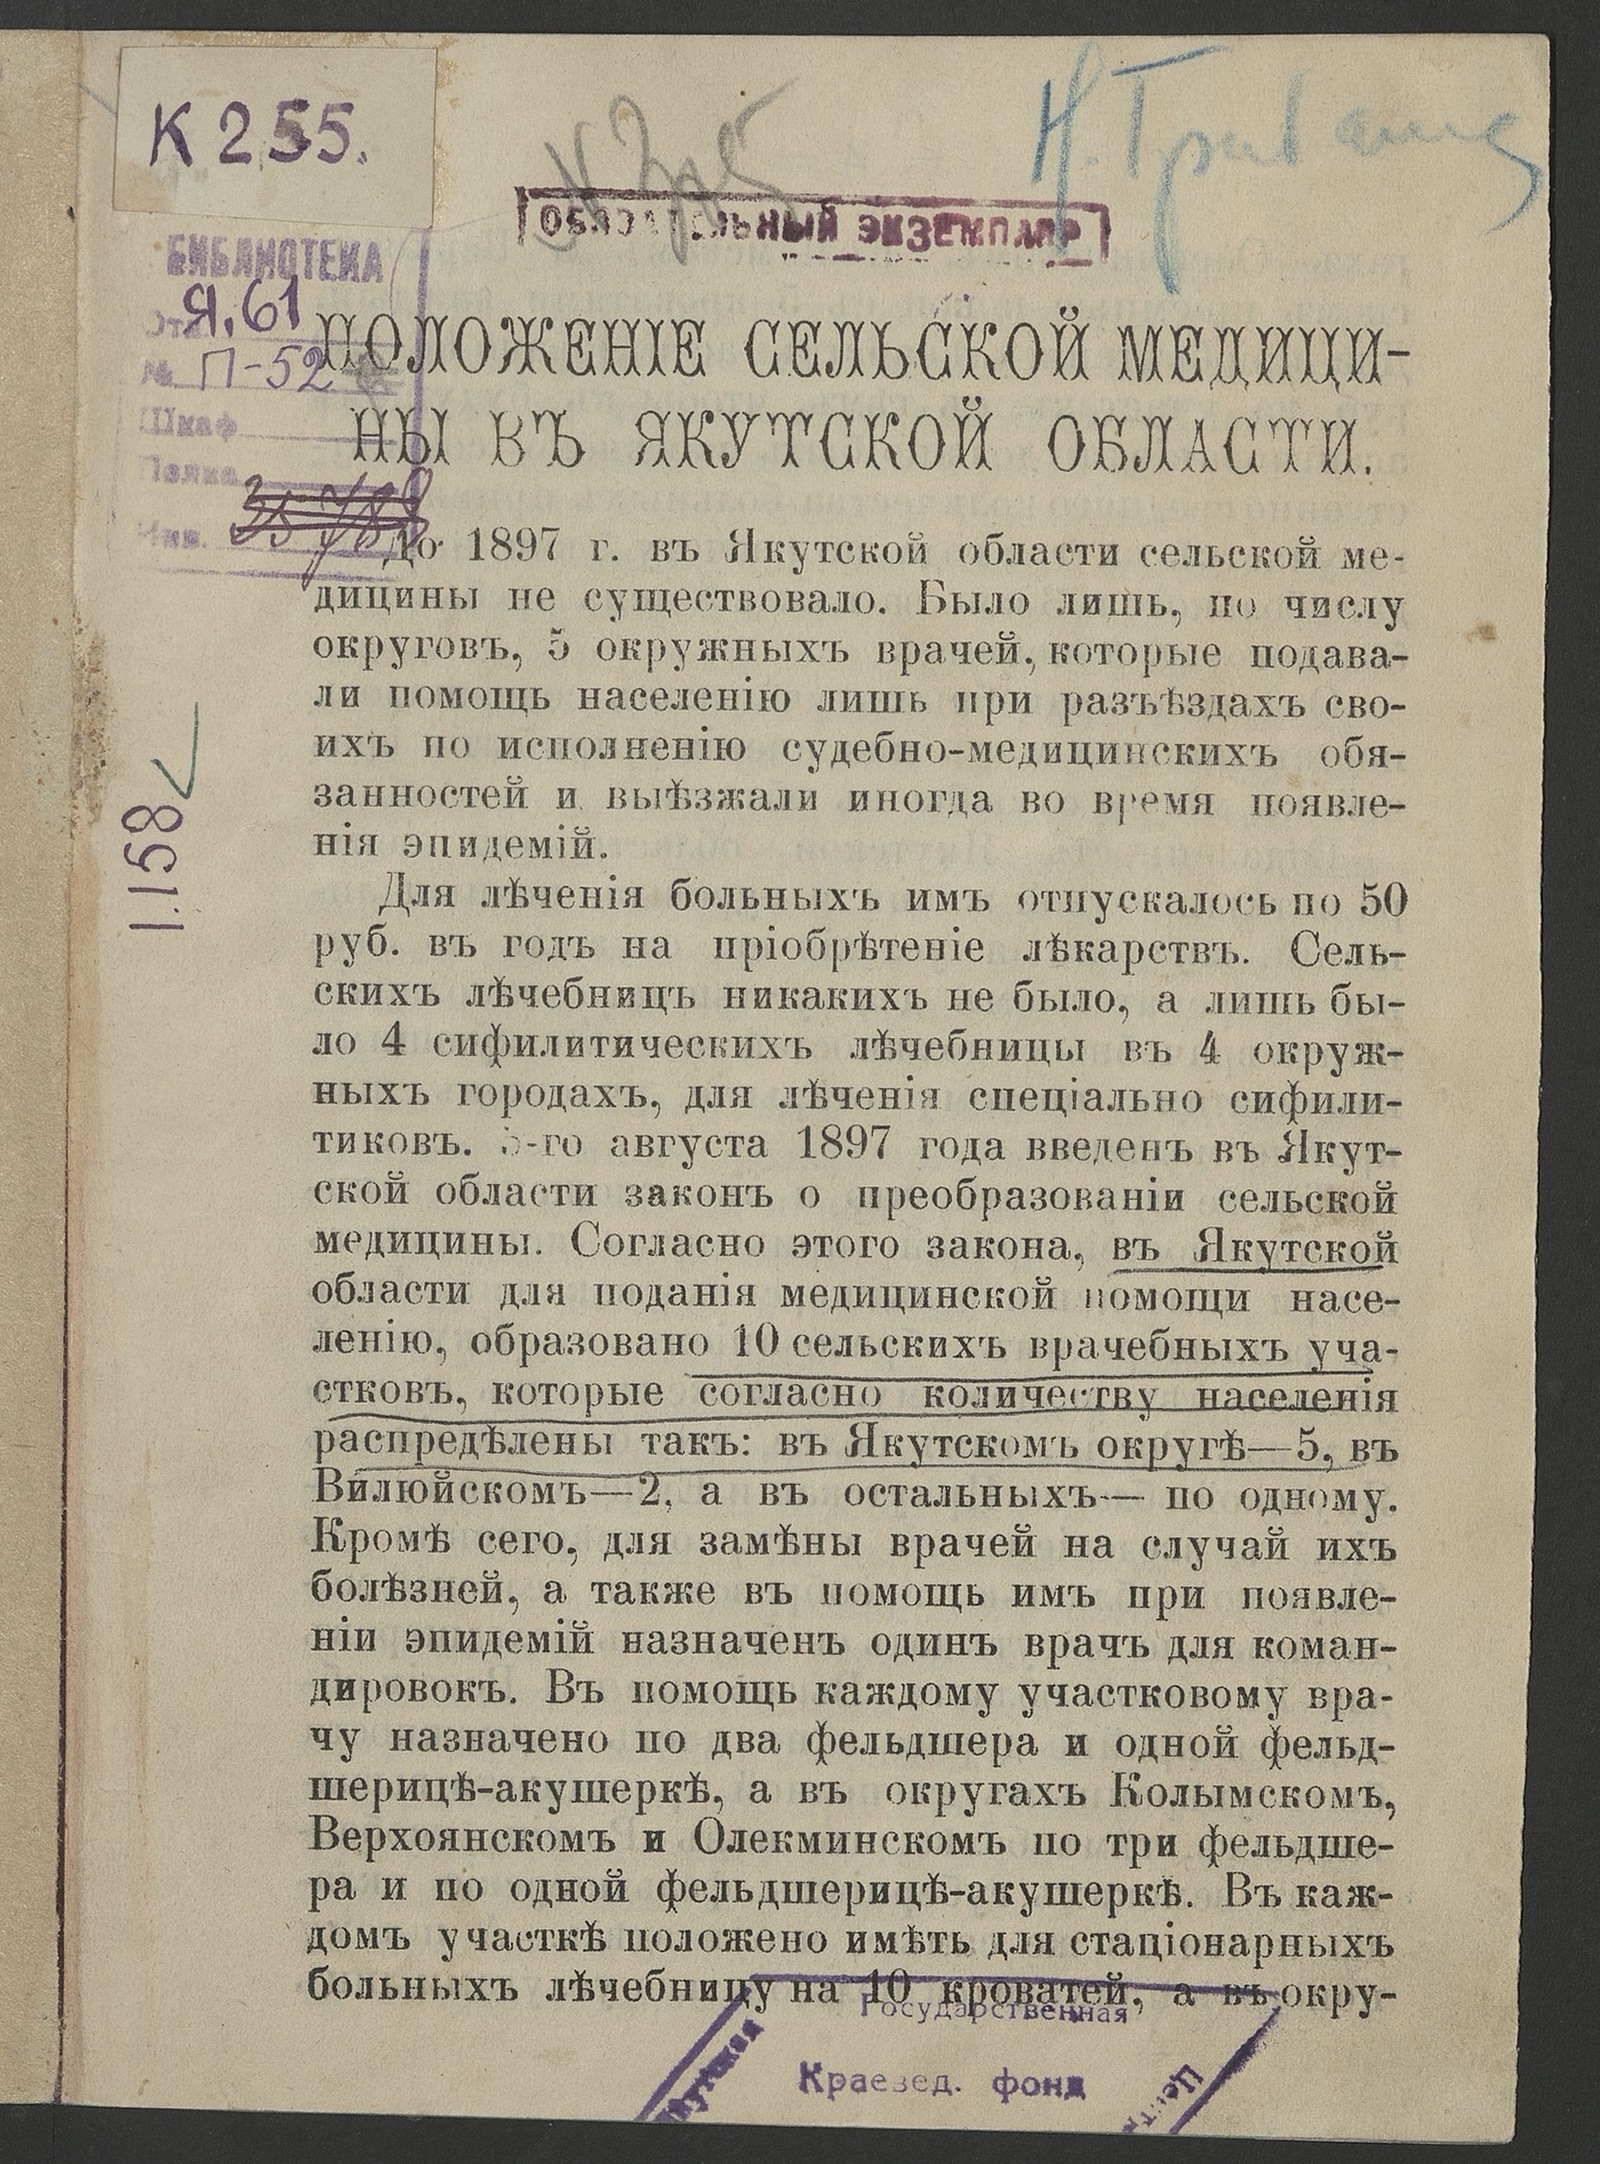 К 255.
ОБЯЗАТЕЛЬНЫЙ ЭКЗЕМПЛЯР
БИБЛИОТЕКА
Я.61
№ П-52
Шкаф
Полка
Инв.
1.158
ПОЛОЖЕНІЕ СЕЛЬСКОЙ МЕДИЦИ-
НЫ ВЪ ЯКУТСКОЙ ОБЛАСТИ.
До 1897 г. въ Якутской области сельской ме-
дицины не существовало. Было лишь, по числу
округовъ, 5 окружныхъ врачей, которые подава-
ли помощь населенію лишь при разъѣздахъ сво-
ихъ по исполненію судебно-медицинскихъ обя-
занностей и выѣзжали иногда во время появле-
нія эпидемій.
Для лѣченія больныхъ имъ отпускалось по 50
руб. въ годъ на пріобрѣтеніе лѣкарствъ. Сель-
скихъ лѣчебницъ никакихъ не было, а лишь бы-
ло 4 сифилитическихъ лѣчебницы въ 4 окруж-
ныхъ городахъ, для лѣченія спеціально сифили-
тиковъ. -го августа 1897 года введенъ въ Якут-
ской области законъ о преобразованіи сельской
медицины. Согласно этого закона, въ Якутской
области для поданія медицинской помощи насе-
ленію, образовано 10 сельскихъ врачебныхъ уча-
стковъ, которые согласно количеству населенія
распредѣлены такъ: въ Якутскомъ округѣ—5, въ
Вилюйскомъ—2, а въ остальныхъ— по одному.
Кромѣ сего, для замѣны врачей на случай ихъ
болѣзней, а также въ помощь имъ при появле-
ніи эпидемій назначенъ одинъ врачъ для коман-
дировокъ. Въ помощь каждому участковому вра-
чу назначено по два фельдшера и одной фельд-
шерицѣ-акушеркѣ, а въ округахъ Колымскомъ,
Верхоянскомъ и Олекминскомъ по три фельдше-
ра и по одной фельдшерицѣ-акушеркѣ. Въ каж-
домъ участкѣ положено имѣть для стаціонарныхъ
больныхъ лѣчебницу на 10 кроватей, а въ окру-
Государственная
Краевед. фонд